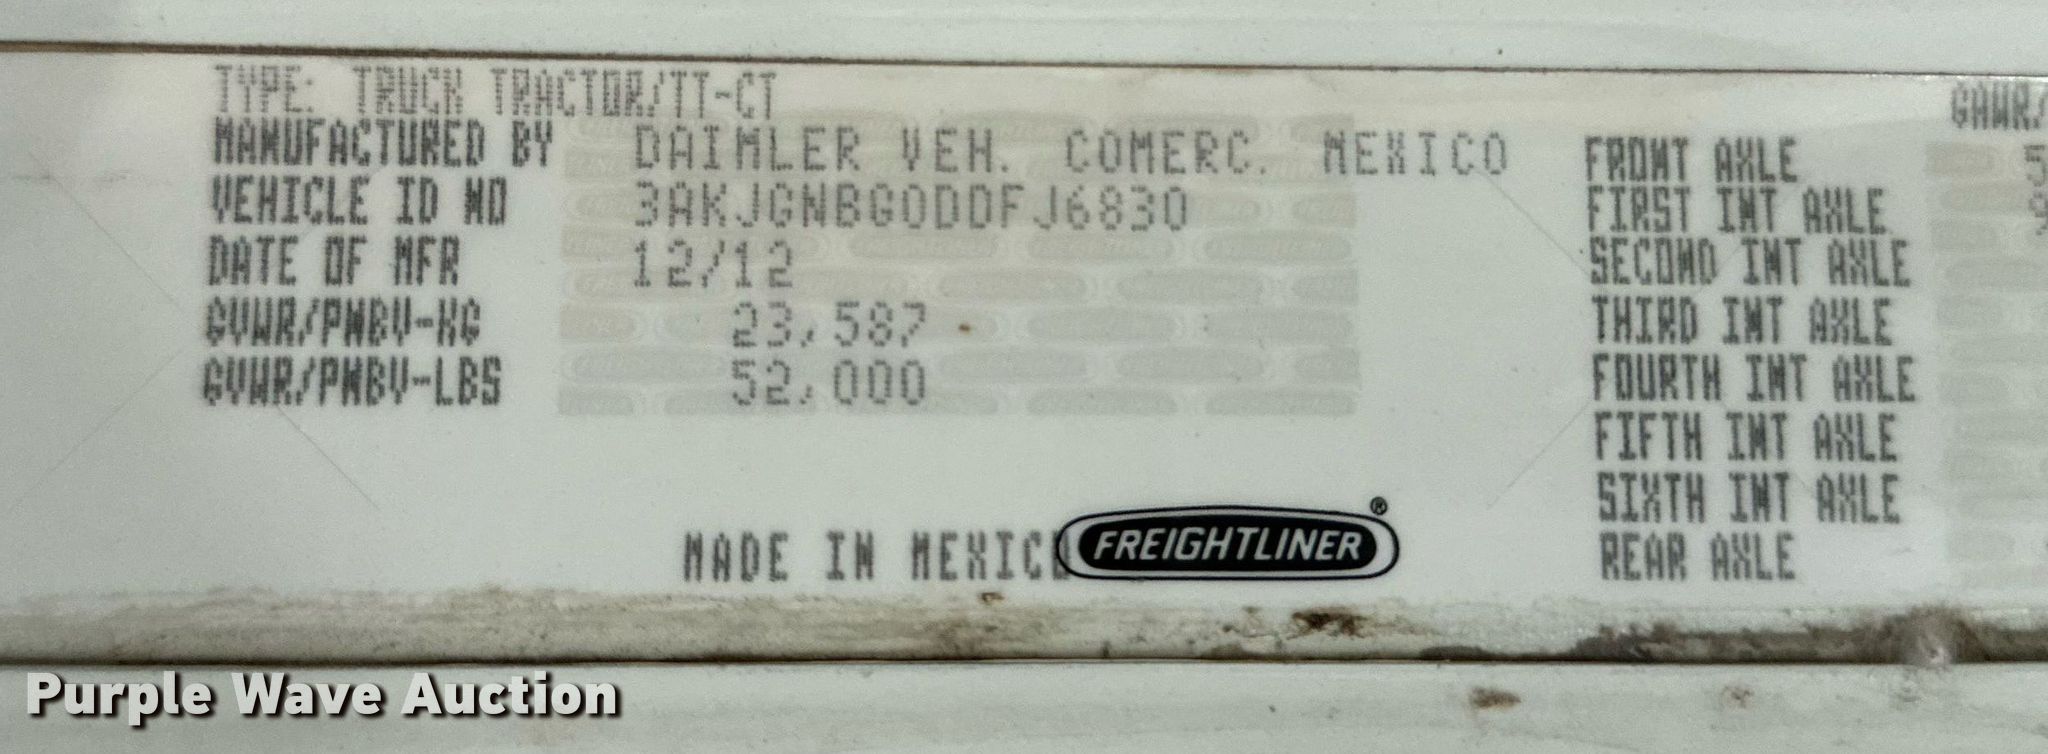 TYPE: TRUCK TRACTOR/TT-CT
MANUFACTURED BY DAIMLER VEH. COMERC. MEXICO
VEHICLE ID NO 3AKJGNBG0DDFJ6830
DATE OF MFR 12/12
GVWR/PNBV-KG 23,587
GVWR/PNBV-LBS 52,000
MADE IN MEXICO
FREIGHTLINER®
GAWR/
FRONT AXLE
FIRST INT AXLE
SECOND INT AXLE
THIRD INT AXLE
FOURTH INT AXLE
FIFTH INT AXLE
SIXTH INT AXLE
REAR AXLE
Purple Wave Auction